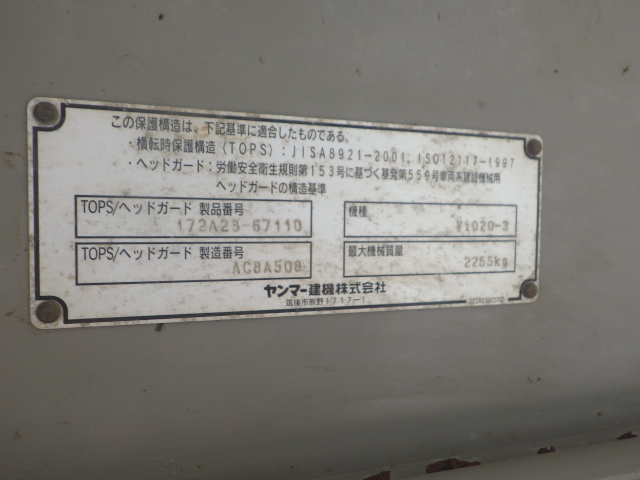 この保護構造は、下記基準に適合したものである。
・横転時保護構造（TOPS）：JISA8921-2001, ISO12117-1997
・ヘッドガード：労働安全衛生規則第153号に基づく基発第559号車両系建設機械用
ヘッドガードの構造基準
TOPS/ヘッドガード 製品番号
172A23-67110
機種
V1020-3
TOPS/ヘッドガード 製造番号
ACBA508
最大機械質量
2255kg
ヤンマー建機株式会社
筑後市熊野1717-1